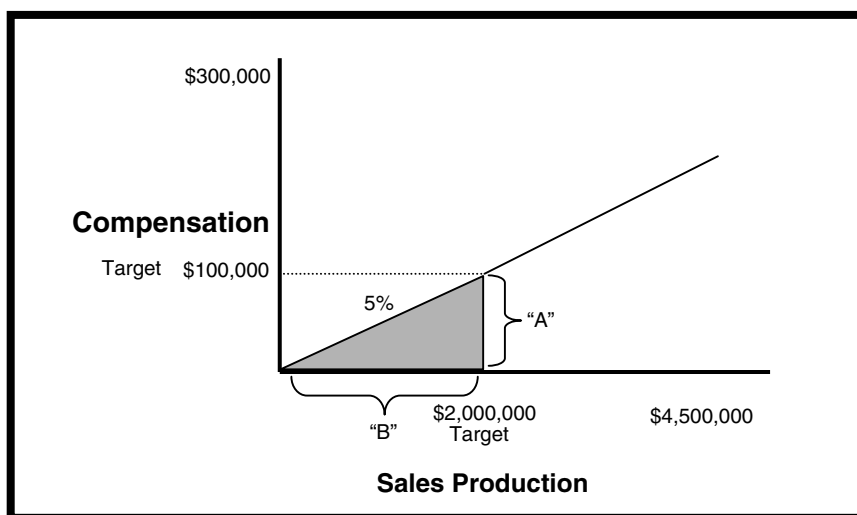 $300,000
Compensation
Target $100,000
5%
“A”
“B”
$2,000,000
Target
$4,500,000
Sales Production